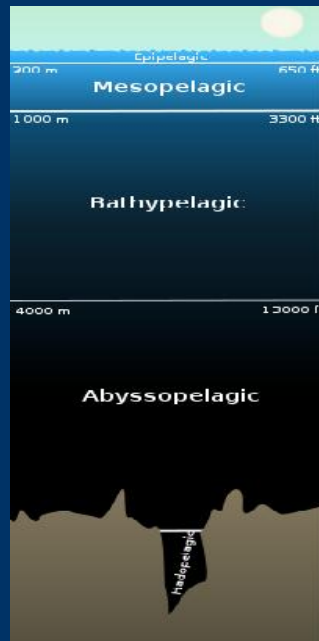 Epipelagic
200 m 650 ft
Mesopelagic
1000 m 3300 ft
Bathypelagic
4000 m 13000 f
Abyssopelagic
Hadopelagic